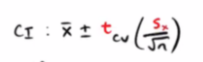 CI : x̄ ± t_cv (s_x/√n)